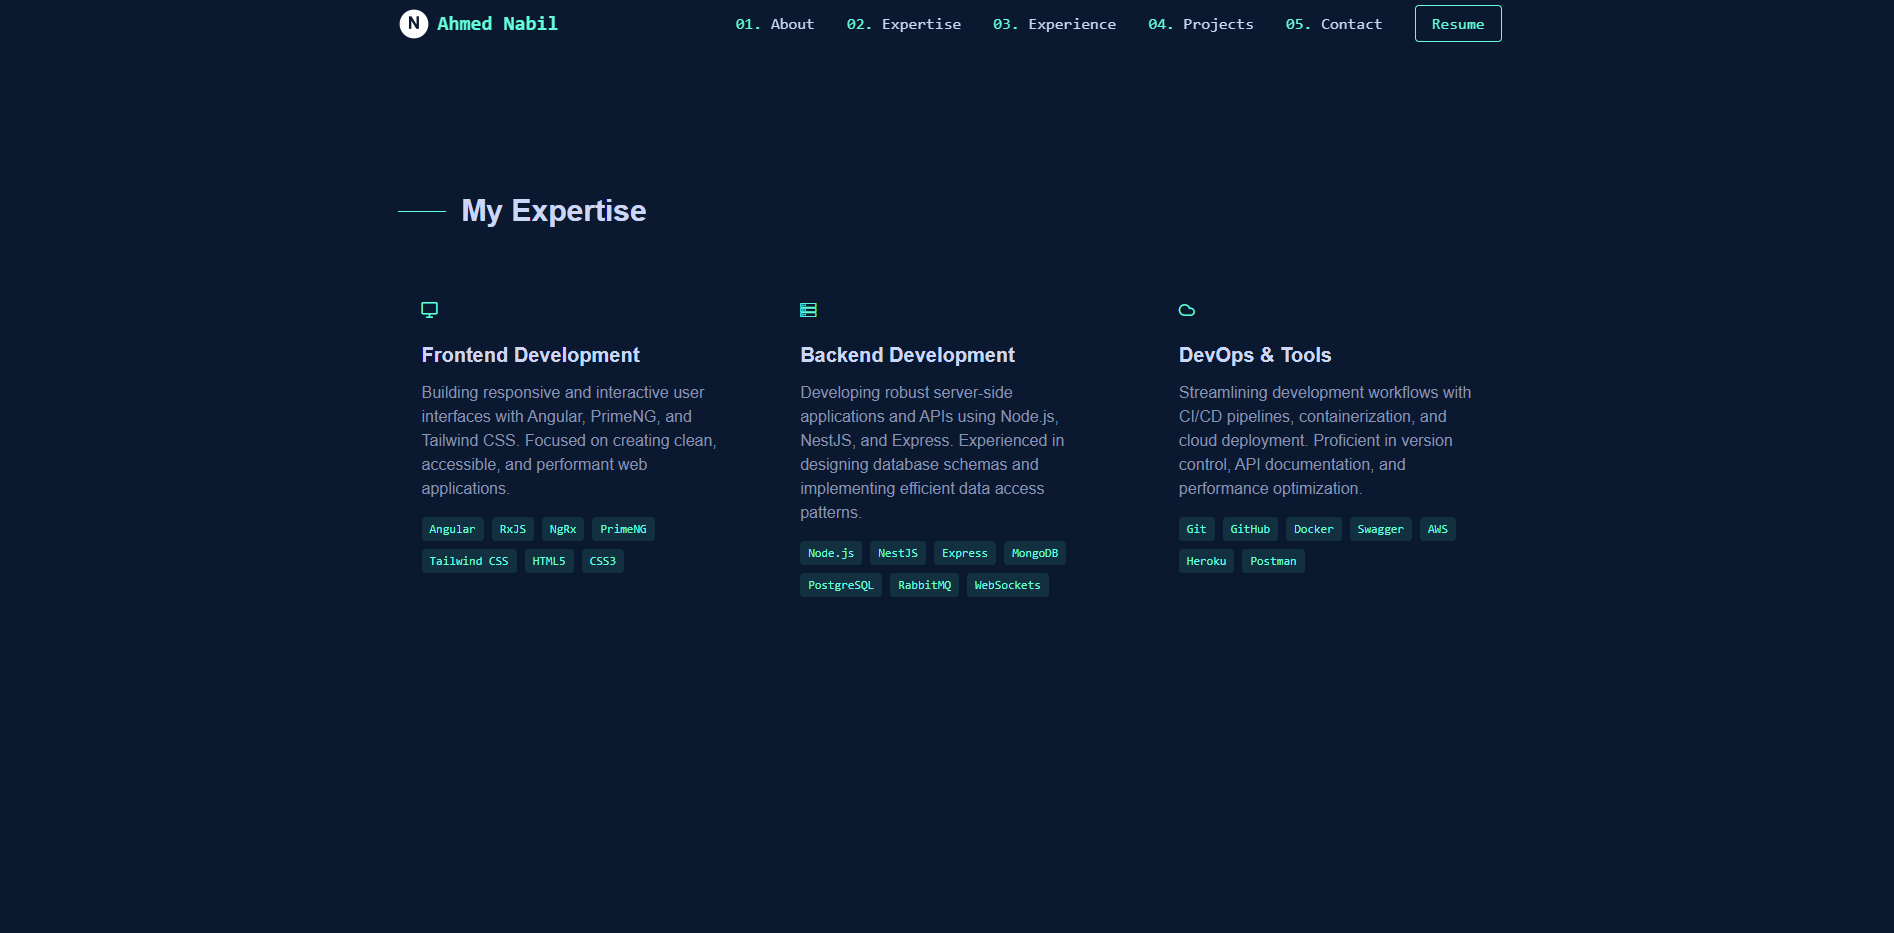 N Ahmed Nabil 01. About 02. Expertise 03. Experience 04. Projects 05. Contact Resume
My Expertise
Frontend Development
Building responsive and interactive user
interfaces with Angular, PrimeNG, and
Tailwind CSS. Focused on creating clean,
accessible, and performant web
applications.
Angular RxJS NgRx PrimeNG
Tailwind CSS HTML5 CSS3
Backend Development
Developing robust server-side
applications and APIs using Node.js,
NestJS, and Express. Experienced in
designing database schemas and
implementing efficient data access
patterns.
Node.js NestJS Express MongoDB
PostgreSQL RabbitMQ WebSockets
DevOps & Tools
Streamlining development workflows with
CI/CD pipelines, containerization, and
cloud deployment. Proficient in version
control, API documentation, and
performance optimization.
Git GitHub Docker Swagger AWS
Heroku Postman